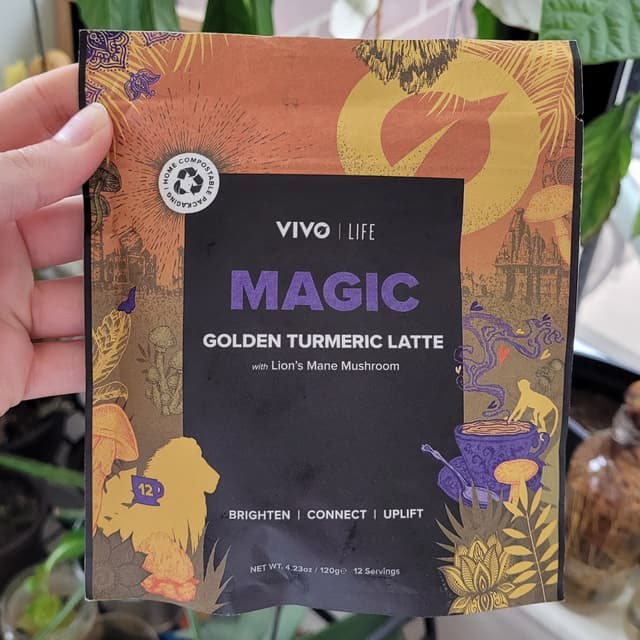 HOME COMPOSTABLE PACKAGING
VIVO | LIFE
MAGIC
GOLDEN TURMERIC LATTE
with Lion's Mane Mushroom
12
BRIGHTEN | CONNECT | UPLIFT
NET WT. 4.23oz / 120g℮ 12 Servings